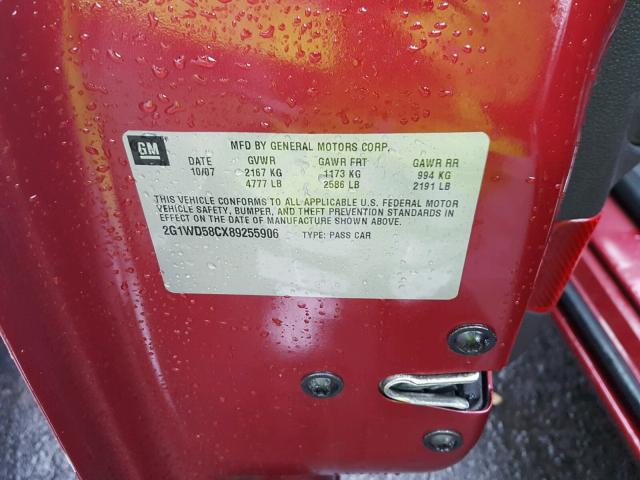 GM
MFD BY GENERAL MOTORS CORP.
DATE GVWR GAWR FRT GAWR RR
10/07 2167 KG 1173 KG 994 KG
4777 LB 2586 LB 2191 LB
THIS VEHICLE CONFORMS TO ALL APPLICABLE U.S. FEDERAL MOTOR
VEHICLE SAFETY, BUMPER, AND THEFT PREVENTION STANDARDS IN
EFFECT ON THE DATE OF MANUFACTURE SHOWN ABOVE.
2G1WD58CX89255906 TYPE: PASS CAR